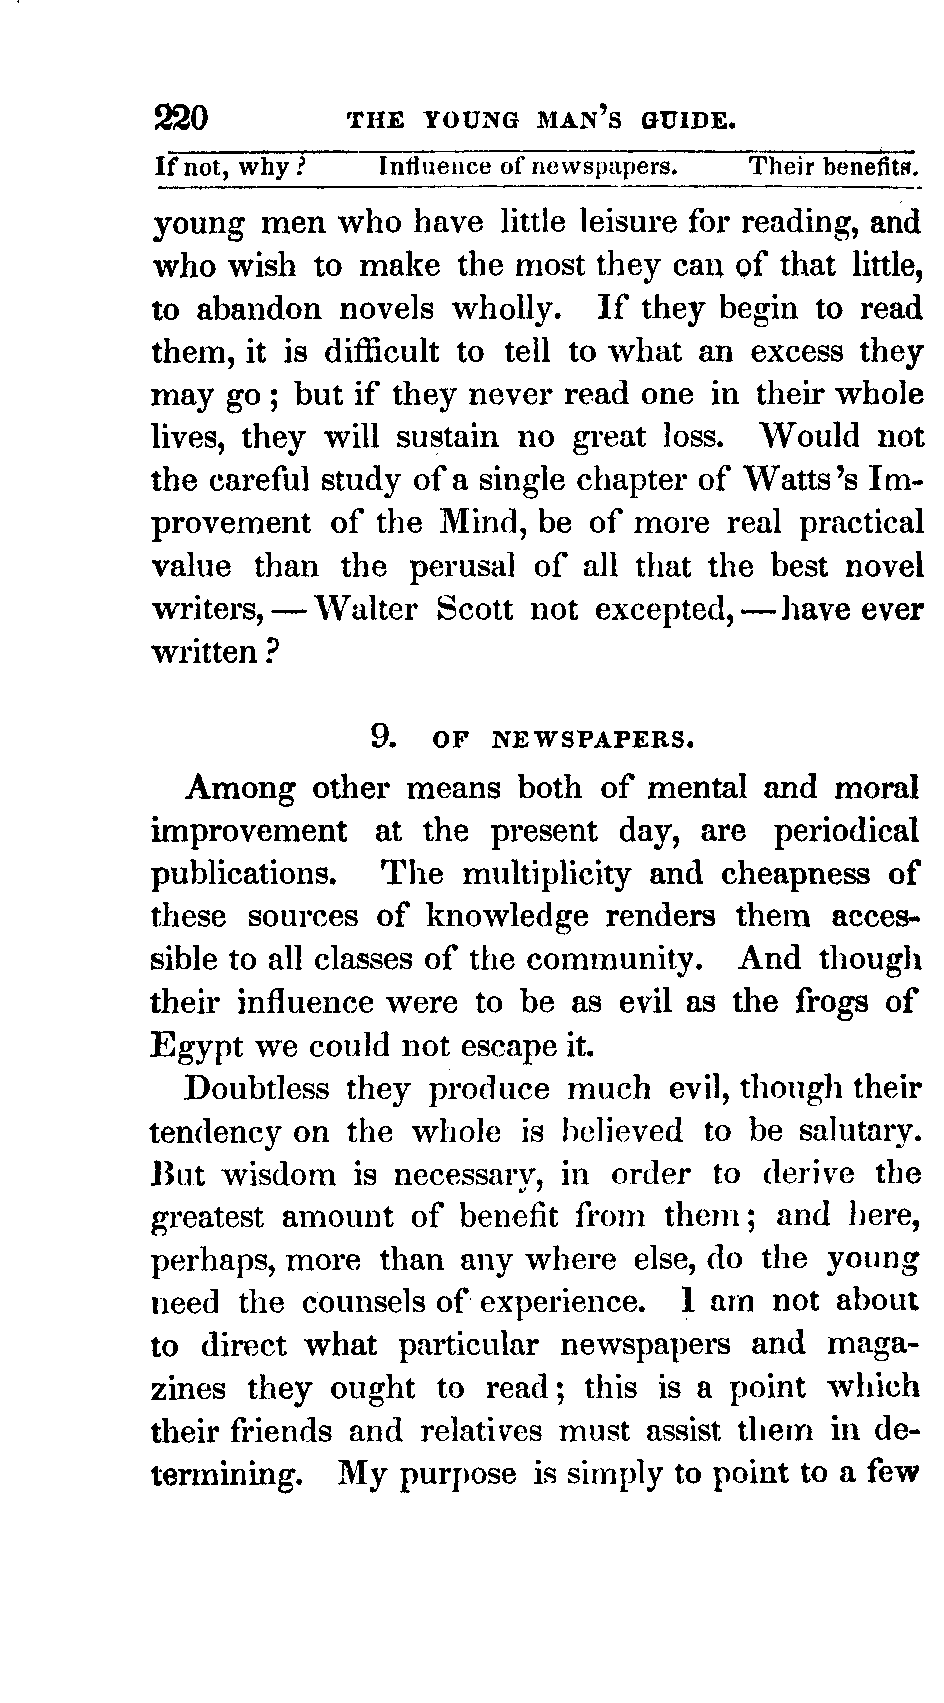 220 THE YOUNG MAN'S GUIDE.
If not, why? Influence of newspapers. Their benefits.
young men who have little leisure for reading, and
who wish to make the most they can of that little,
to abandon novels wholly. If they begin to read
them, it is difficult to tell to what an excess they
may go; but if they never read one in their whole
lives, they will sustain no great loss. Would not
the careful study of a single chapter of Watts's Im-
provement of the Mind, be of more real practical
value than the perusal of all that the best novel
writers,—Walter Scott not excepted,—have ever
written?
9. OF NEWSPAPERS.
Among other means both of mental and moral
improvement at the present day, are periodical
publications. The multiplicity and cheapness of
these sources of knowledge renders them acces-
sible to all classes of the community. And though
their influence were to be as evil as the frogs of
Egypt we could not escape it.
Doubtless they produce much evil, though their
tendency on the whole is believed to be salutary.
But wisdom is necessary, in order to derive the
greatest amount of benefit from them; and here,
perhaps, more than any where else, do the young
need the counsels of experience. I am not about
to direct what particular newspapers and maga-
zines they ought to read; this is a point which
their friends and relatives must assist them in de-
termining. My purpose is simply to point to a few